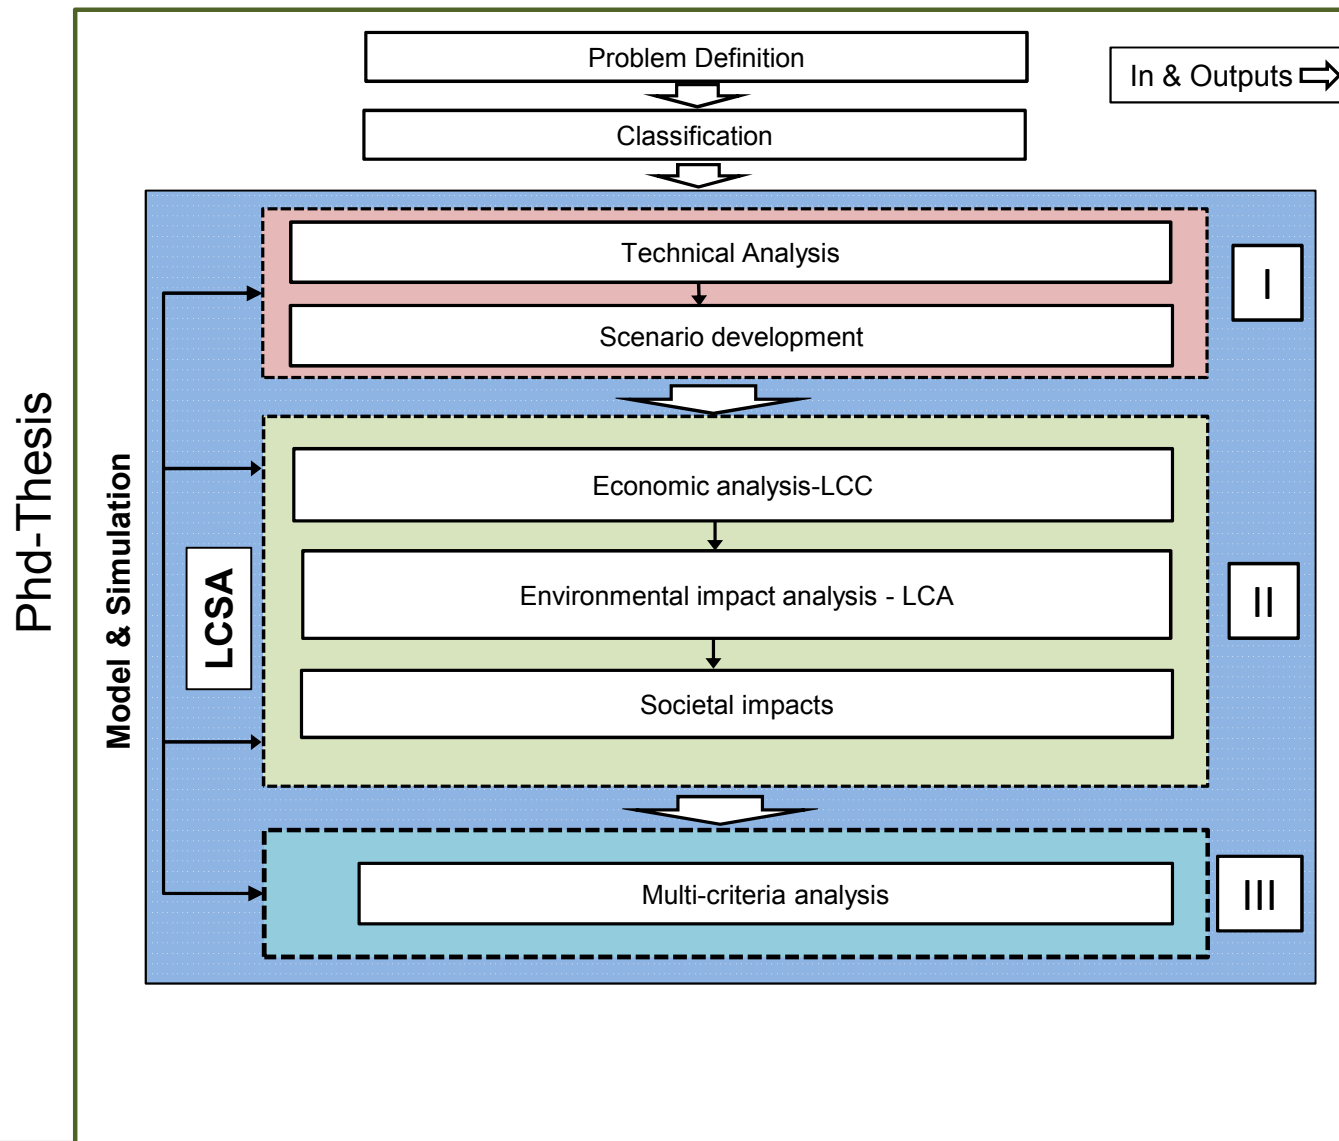 Problem Definition
In & Outputs
Classification
Technical Analysis
I
Scenario development
Phd-Thesis
Model & Simulation
LCSA
Economic analysis-LCC
Environmental impact analysis - LCA
II
Societal impacts
Multi-criteria analysis
III